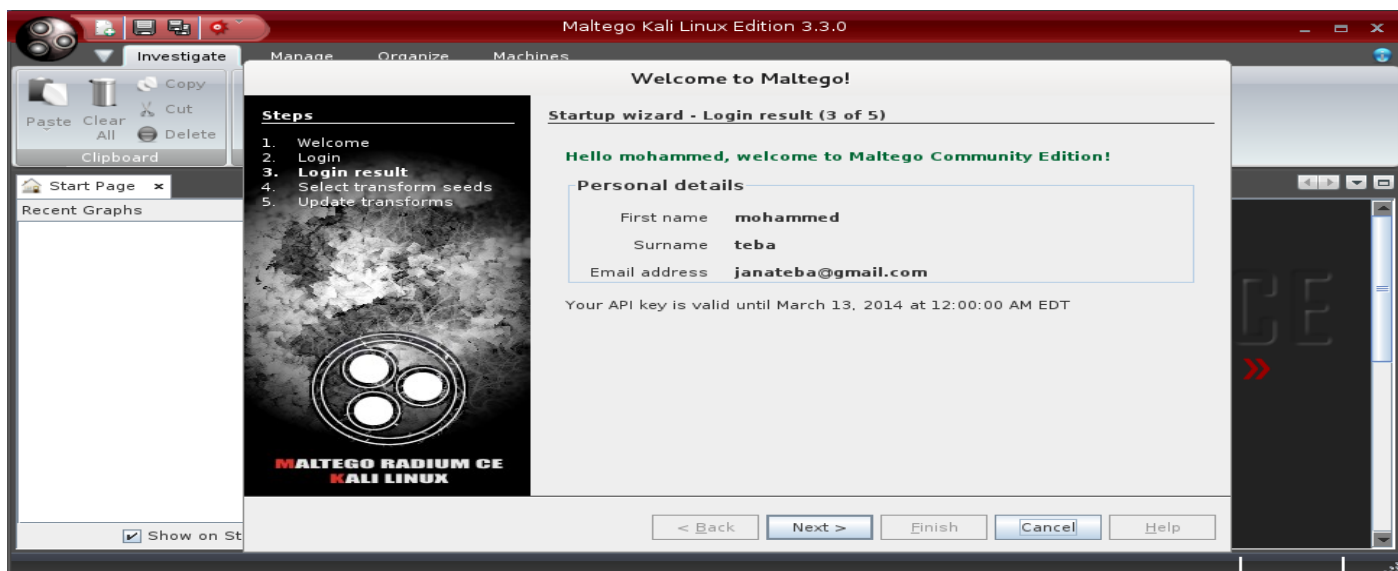 Maltego Kali Linux Edition 3.3.0
Investigate Manage Organize Machines
Paste
Clear All
Copy
Cut
Delete
Clipboard
Start Page
Recent Graphs
Show on St
Welcome to Maltego!
Steps
1. Welcome
2. Login
3. Login result
4. Select transform seeds
5. Update transforms
MALTEGO RADIUM CE
KALI LINUX
Startup wizard - Login result (3 of 5)
Hello mohammed, welcome to Maltego Community Edition!
Personal details
First name mohammed
Surname teba
Email address janateba@gmail.com
Your API key is valid until March 13, 2014 at 12:00:00 AM EDT
< Back Next > Finish Cancel Help
CE